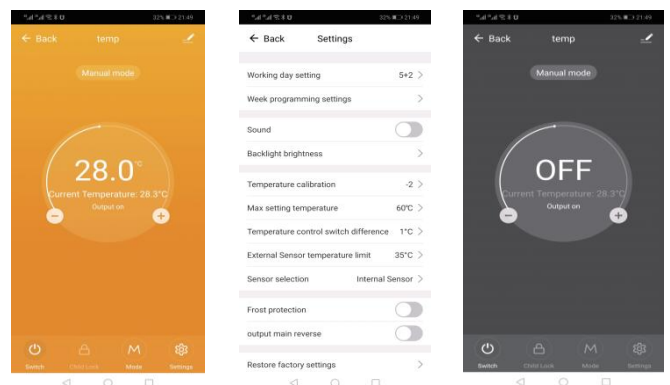 32% 21:49
← Back temp
Manual mode
28.0°C
Current Temperature: 28.3°C
Output on
− +
Switch Child Lock Mode Settings
32% 21:49
← Back Settings
Working day setting 5+2 >
Week programming settings >
Sound
Backlight brightness >
Temperature calibration -2 >
Max setting temperature 60℃ >
Temperature control switch difference 1°C >
External Sensor temperature limit 35°C >
Sensor selection Internal Sensor >
Frost protection
output main reverse
Restore factory settings >
32% 21:49
← Back temp
Manual mode
OFF
Current Temperature: 28.3°C
Output on
− +
Switch Child Lock Mode Settings